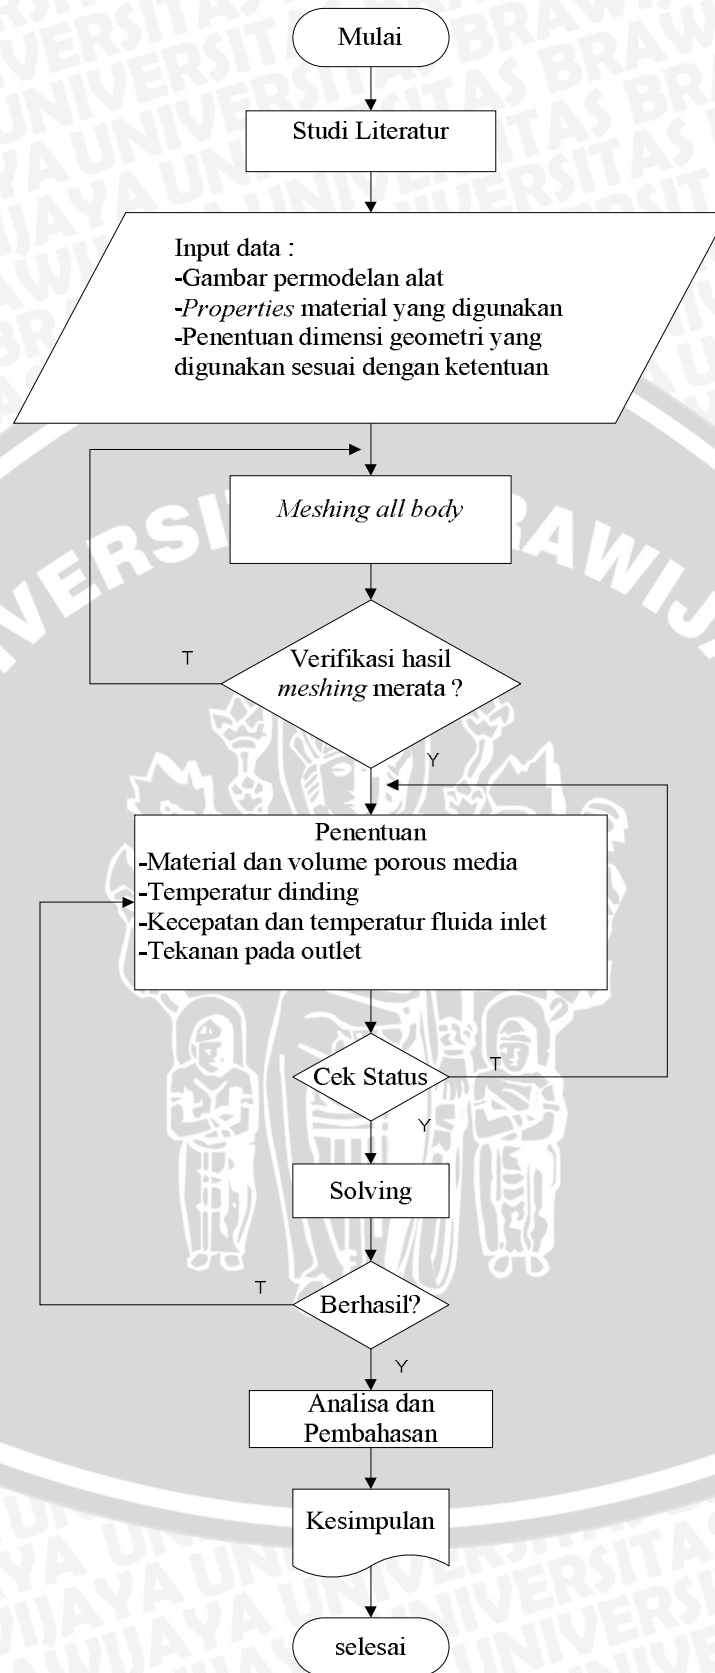 Mulai
Studi Literatur
Input data :
-Gambar permodelan alat
-Properties material yang digunakan
-Penentuan dimensi geometri yang
digunakan sesuai dengan ketentuan
Meshing all body
Verifikasi hasil
meshing merata ?
T
Y
Penentuan
-Material dan volume porous media
-Temperatur dinding
-Kecepatan dan temperatur fluida inlet
-Tekanan pada outlet
Cek Status
T
Y
Solving
Berhasil?
T
Y
Analisa dan
Pembahasan
Kesimpulan
selesai